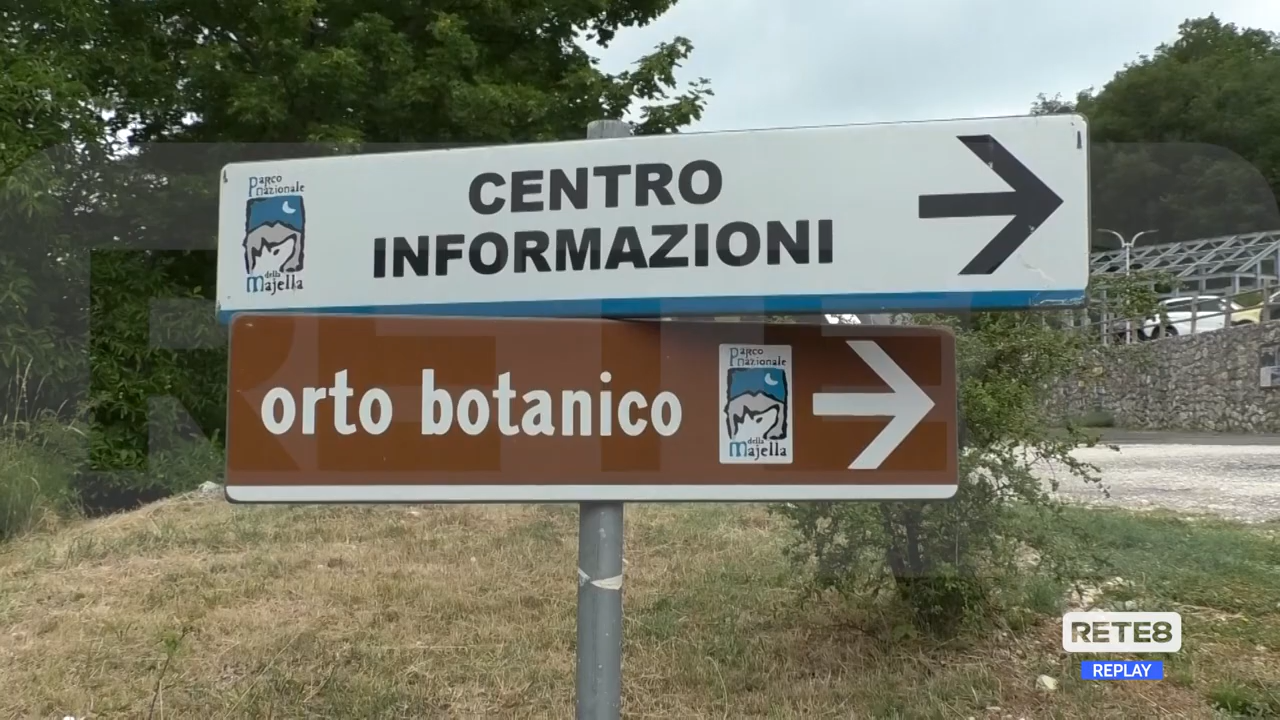 Parco
nazionale
della
Majella
CENTRO
INFORMAZIONI
orto botanico
Parco
nazionale
della
Majella
RETE8
REPLAY